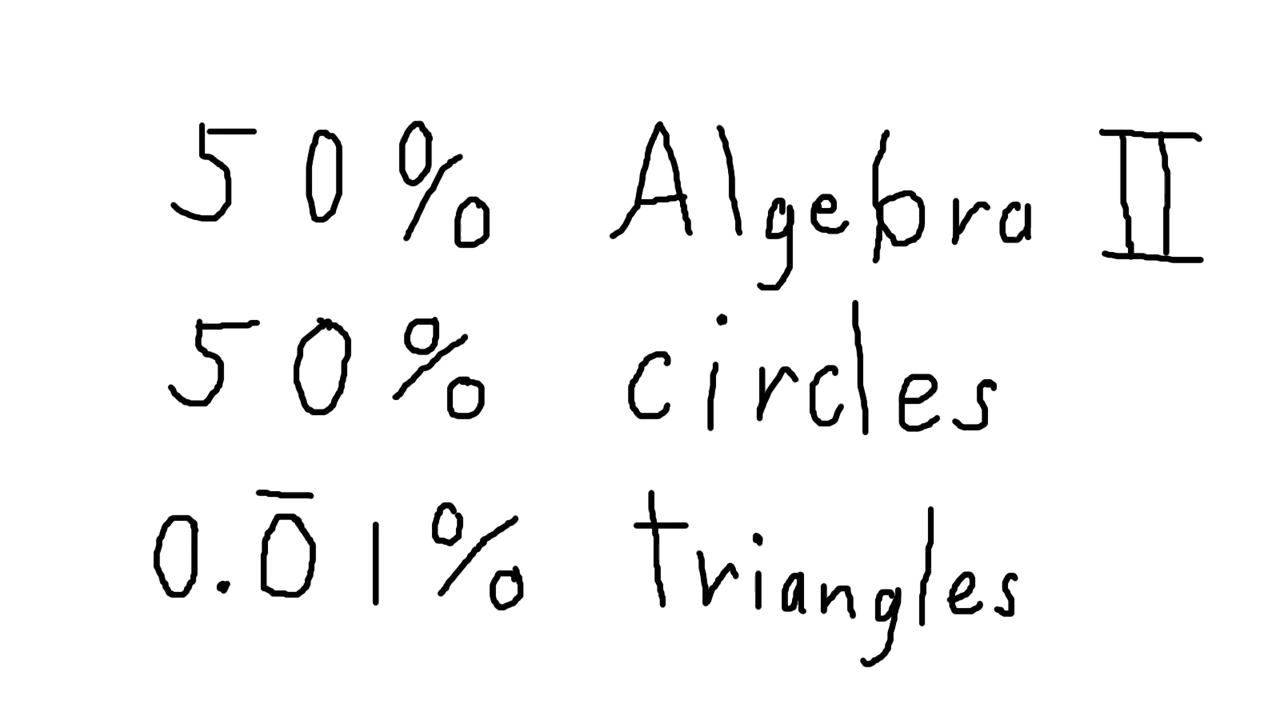 50% Algebra II
50% circles
0.0̅1% triangles